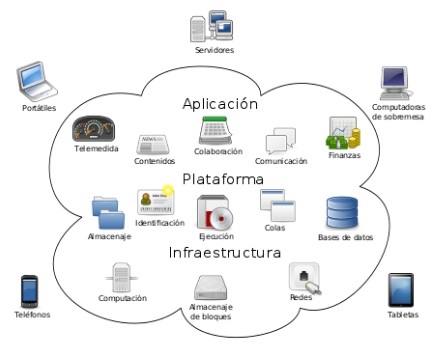 Servidores
Portátiles
Aplicación
Computadoras
de sobremesa
Telemedida
NEWS
Contenidos
Colaboración
Comunicación
Finanzas
Plataforma
Almacenaje
Identificación
Ejecución
Colas
Bases de datos
Infraestructura
Computación
Almacenaje
de bloques
Redes
Teléfonos
Tabletas